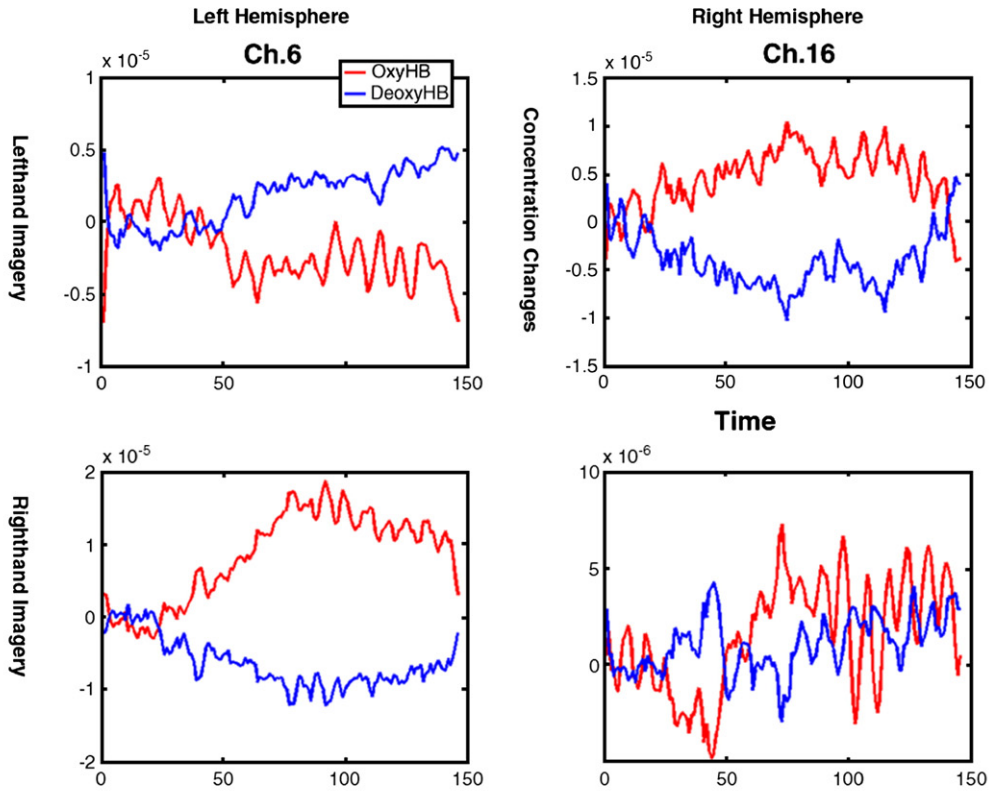 Left Hemisphere
Right Hemisphere
Ch.6
Ch.16
x 10-5
x 10-5
OxyHB
DeoxyHB
Lefthand Imagery
1
0.5
0
-0.5
-1
0
50
100
150
Concentration Changes
1.5
1
0.5
0
-0.5
-1
-1.5
0
50
100
150
Time
Righthand Imagery
x 10-5
2
1
0
-1
-2
0
50
100
150
x 10-6
10
5
0
0
50
100
150